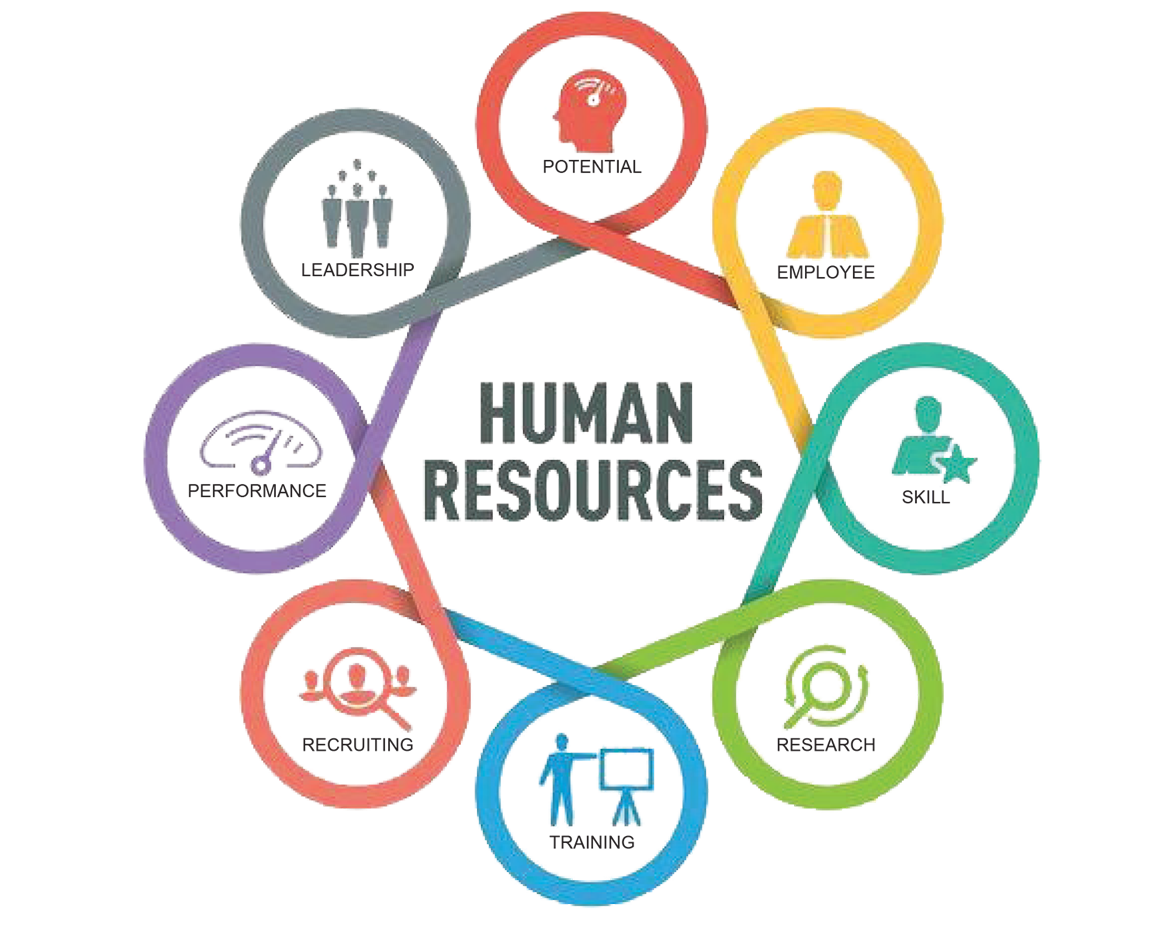 POTENTIAL
EMPLOYEE
SKILL
RESEARCH
TRAINING
RECRUITING
PERFORMANCE
LEADERSHIP
HUMAN
RESOURCES